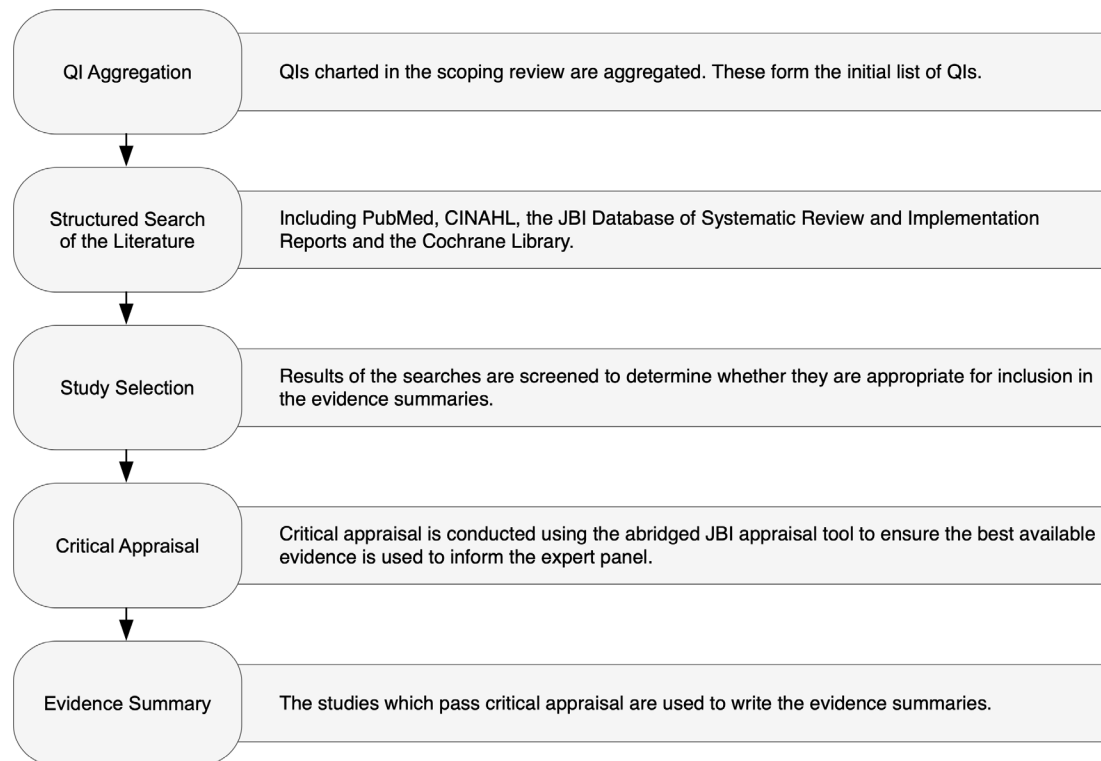 QI Aggregation
QIs charted in the scoping review are aggregated. These form the initial list of QIs.
Structured Search
of the Literature
Including PubMed, CINAHL, the JBI Database of Systematic Review and Implementation
Reports and the Cochrane Library.
Study Selection
Results of the searches are screened to determine whether they are appropriate for inclusion in
the evidence summaries.
Critical Appraisal
Critical appraisal is conducted using the abridged JBI appraisal tool to ensure the best available
evidence is used to inform the expert panel.
Evidence Summary
The studies which pass critical appraisal are used to write the evidence summaries.